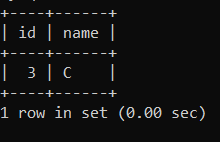 +----+------+
| id | name |
+----+------+
|  3 | C    |
+----+------+
1 row in set (0.00 sec)